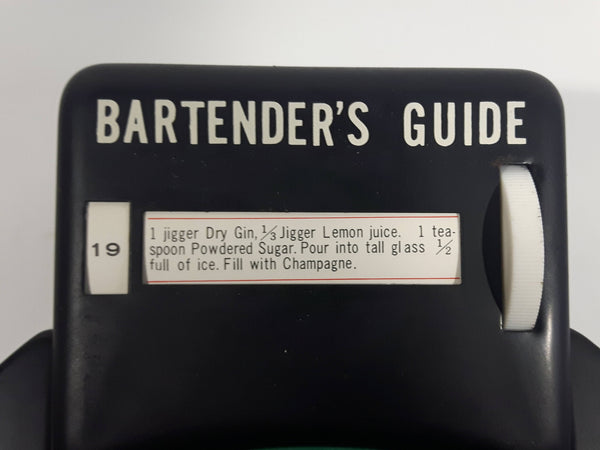 BARTENDER'S GUIDE
19
1 jigger Dry Gin, 1/3 Jigger Lemon juice. 1 tea-
spoon Powdered Sugar. Pour into tall glass 1/2
full of ice. Fill with Champagne.